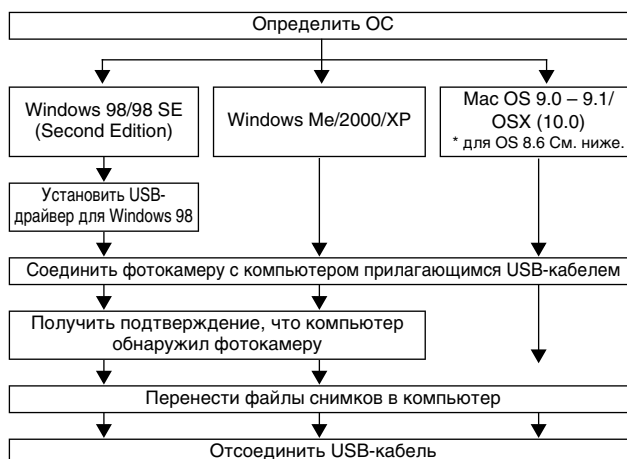 Определить ОС
Windows 98/98 SE
(Second Edition)
Windows Me/2000/XP
Mac OS 9.0 – 9.1/
OSX (10.0)
* для OS 8.6 См. ниже.
Установить USB-
драйвер для Windows 98
Соединить фотокамеру с компьютером прилагающимся USB-кабелем
Получить подтверждение, что компьютер
обнаружил фотокамеру
Перенести файлы снимков в компьютер
Отсоединить USB-кабель